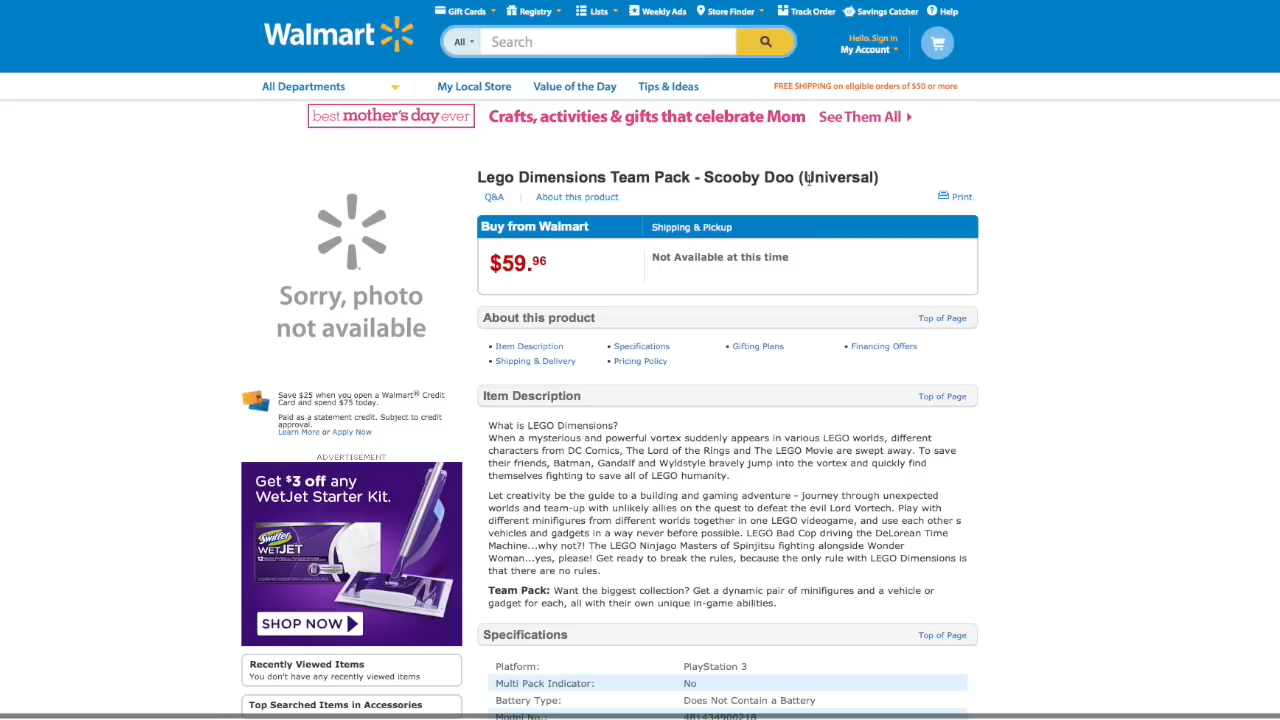 Gift Cards Registry Lists Weekly Ads Store Finder Track Order Savings Catcher Help
Walmart
All Search
Hello. Sign In
My Account
All Departments My Local Store Value of the Day Tips & Ideas FREE SHIPPING on eligible orders of $50 or more
best mother's day ever Crafts, activities & gifts that celebrate Mom See Them All
Lego Dimensions Team Pack - Scooby Doo (Universal)
Q&A | About this product Print
Sorry, photo
not available
Buy from Walmart Shipping & Pickup
$59.96 Not Available at this time
About this product Top of Page
• Item Description • Specifications • Gifting Plans • Financing Offers
• Shipping & Delivery • Pricing Policy
Save $25 when you open a Walmart® Credit
Card and spend $75 today.
Paid as a statement credit. Subject to credit
approval.
Learn More or Apply Now
ADVERTISEMENT
Get $3 off any
WetJet Starter Kit.
Swiffer
WETJET
SHOP NOW
Item Description Top of Page
What is LEGO Dimensions?
When a mysterious and powerful vortex suddenly appears in various LEGO worlds, different
characters from DC Comics, The Lord of the Rings and The LEGO Movie are swept away. To save
their friends, Batman, Gandalf and Wyldstyle bravely jump into the vortex and quickly find
themselves fighting to save all of LEGO humanity.
Let creativity be the guide to a building and gaming adventure - journey through unexpected
worlds and team-up with unlikely allies on the quest to defeat the evil Lord Vortech. Play with
different minifigures from different worlds together in one LEGO videogame, and use each other s
vehicles and gadgets in a way never before possible. LEGO Bad Cop driving the DeLorean Time
Machine...why not?! The LEGO Ninjago Masters of Spinjitsu fighting alongside Wonder
Woman...yes, please! Get ready to break the rules, because the only rule with LEGO Dimensions is
that there are no rules.
Team Pack: Want the biggest collection? Get a dynamic pair of minifigures and a vehicle or
gadget for each, all with their own unique in-game abilities.
Specifications Top of Page
Platform: PlayStation 3
Multi Pack Indicator: No
Battery Type: Does Not Contain a Battery
Model No.: 481434900218
Recently Viewed Items
You don't have any recently viewed items
Top Searched Items in Accessories